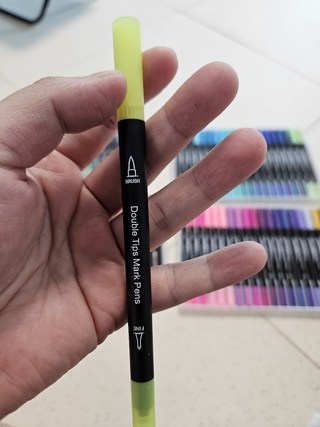 BRUSH
Double Tips Mark Pens
FINE